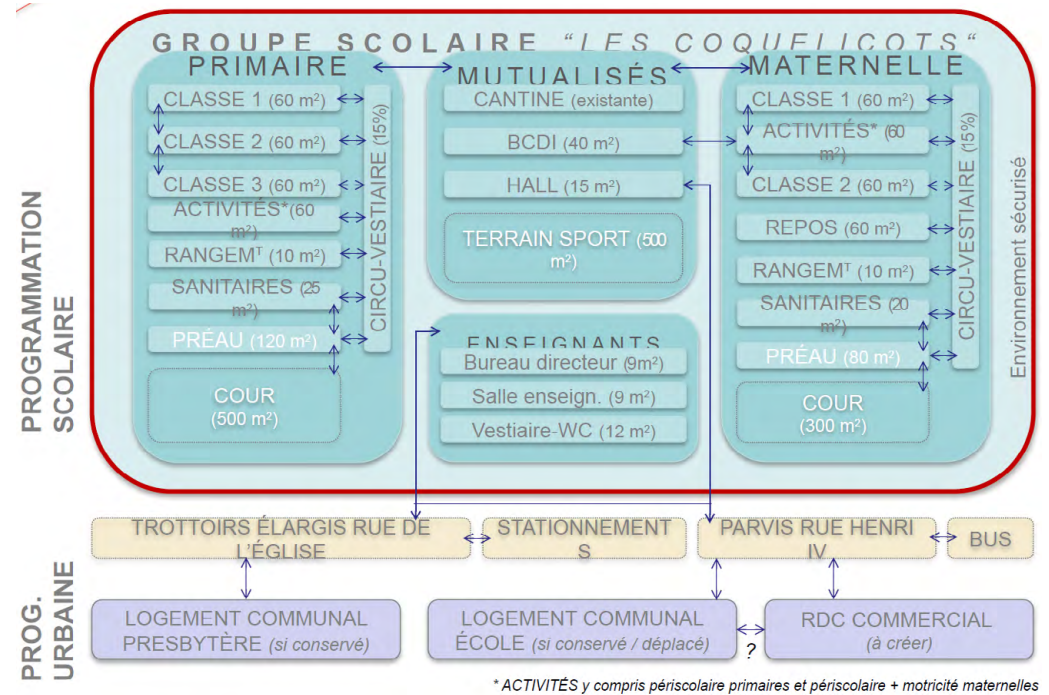 GROUPE SCOLAIRE "LES COQUELICOTS"
PRIMAIRE
CLASSE 1 (60 m²)
CLASSE 2 (60 m²)
CLASSE 3 (60 m²)
ACTIVITÉS*(60
m²)
RANGEMᵀ (10 m²)
SANITAIRES (25
m²)
PRÉAU (120 m²)
COUR
(500 m²)
CIRCU-VESTIAIRE (15%)
MUTUALISÉS
CANTINE (existante)
BCDI (40 m²)
HALL (15 m²)
TERRAIN SPORT (500
m²)
ENSEIGNANTS
Bureau directeur (9m²)
Salle enseign. (9 m²)
Vestiaire-WC (12 m²)
MATERNELLE
CLASSE 1 (60 m²)
ACTIVITÉS* (60
m²)
CLASSE 2 (60 m²)
REPOS (60 m²)
RANGEMᵀ (10 m²)
SANITAIRES (20
m²)
PRÉAU (80 m²)
COUR
(300 m²)
CIRCU-VESTIAIRE (15%)
Environnement sécurisé
PROGRAMMATION
SCOLAIRE
TROTTOIRS ÉLARGIS RUE DE
L'ÉGLISE
STATIONNEMENT
S
PARVIS RUE HENRI
IV
BUS
PROG.
URBAINE
LOGEMENT COMMUNAL
PRESBYTÈRE (si conservé)
LOGEMENT COMMUNAL
ÉCOLE (si conservé / déplacé)
?
RDC COMMERCIAL
(à créer)
* ACTIVITÉS y compris périscolaire primaires et périscolaire + motricité maternelles